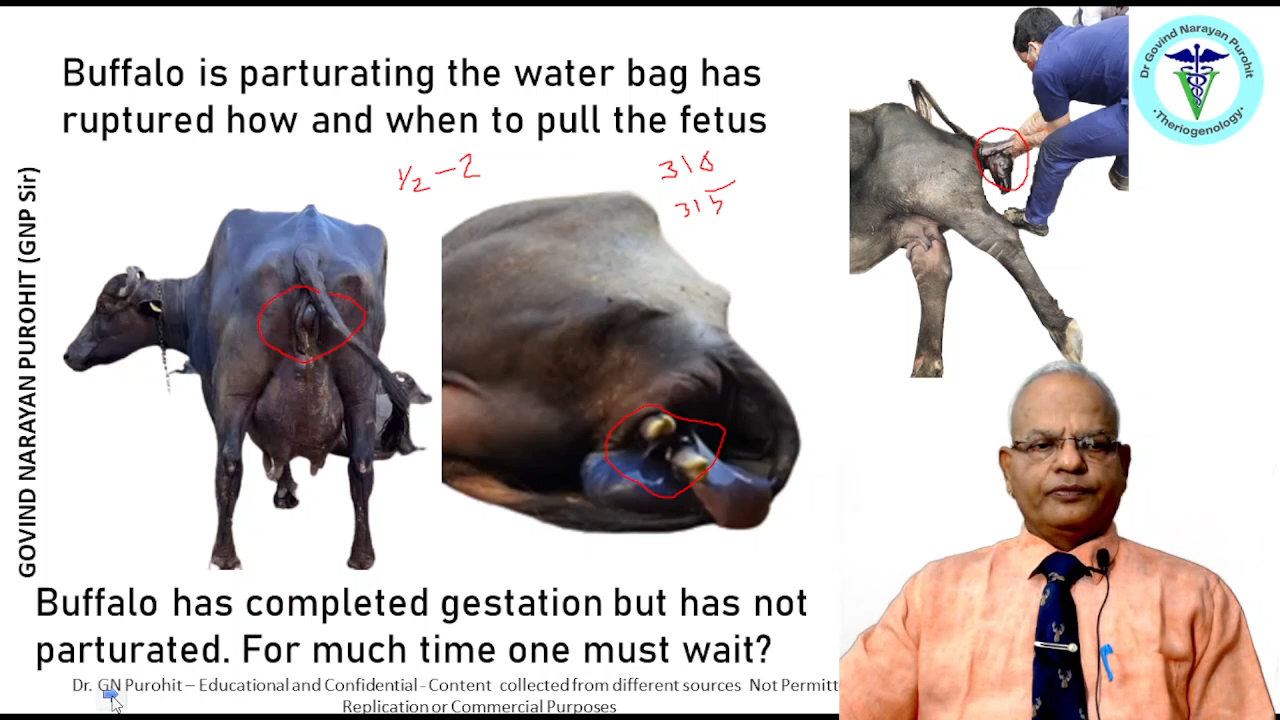 Buffalo is parturating the water bag has
ruptured how and when to pull the fetus
Dr Govind Narayan Purohit
•Theriogenology•
½ – 2
310
315
GOVIND NARAYAN PUROHIT (GNP Sir)
Buffalo has completed gestation but has not
parturated. For much time one must wait?
Dr. GN Purohit – Educational and Confidential - Content collected from different sources Not Permitt
Replication or Commercial Purposes